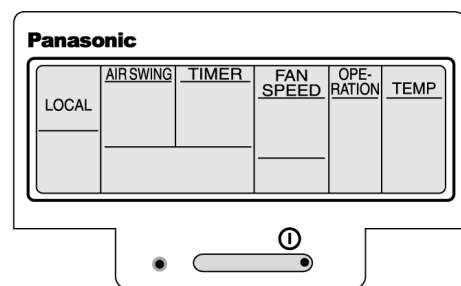 Panasonic
LOCAL
AIR SWING
TIMER
FAN
SPEED
OPE-
RATION
TEMP